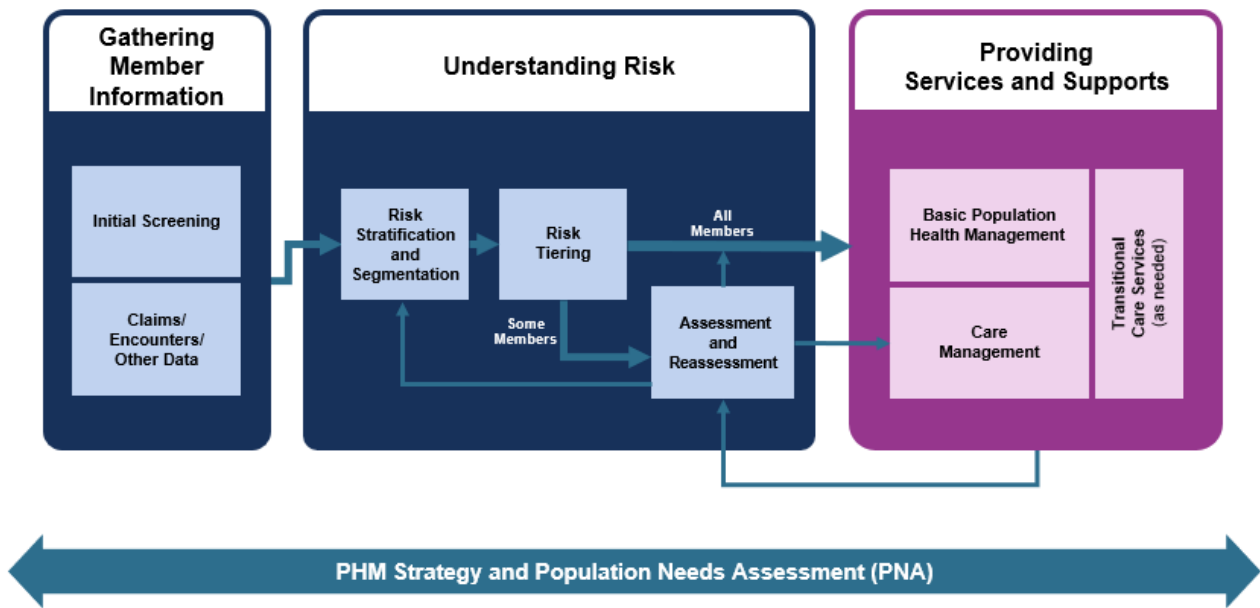 Gathering
Member
Information
Initial Screening
Claims/
Encounters/
Other Data
Understanding Risk
Risk
Stratification
and
Segmentation
Risk
Tiering
All
Members
Some
Members
Assessment
and
Reassessment
Providing
Services and Supports
Basic Population
Health Management
Care
Management
Transitional
Care Services
(as needed)
PHM Strategy and Population Needs Assessment (PNA)